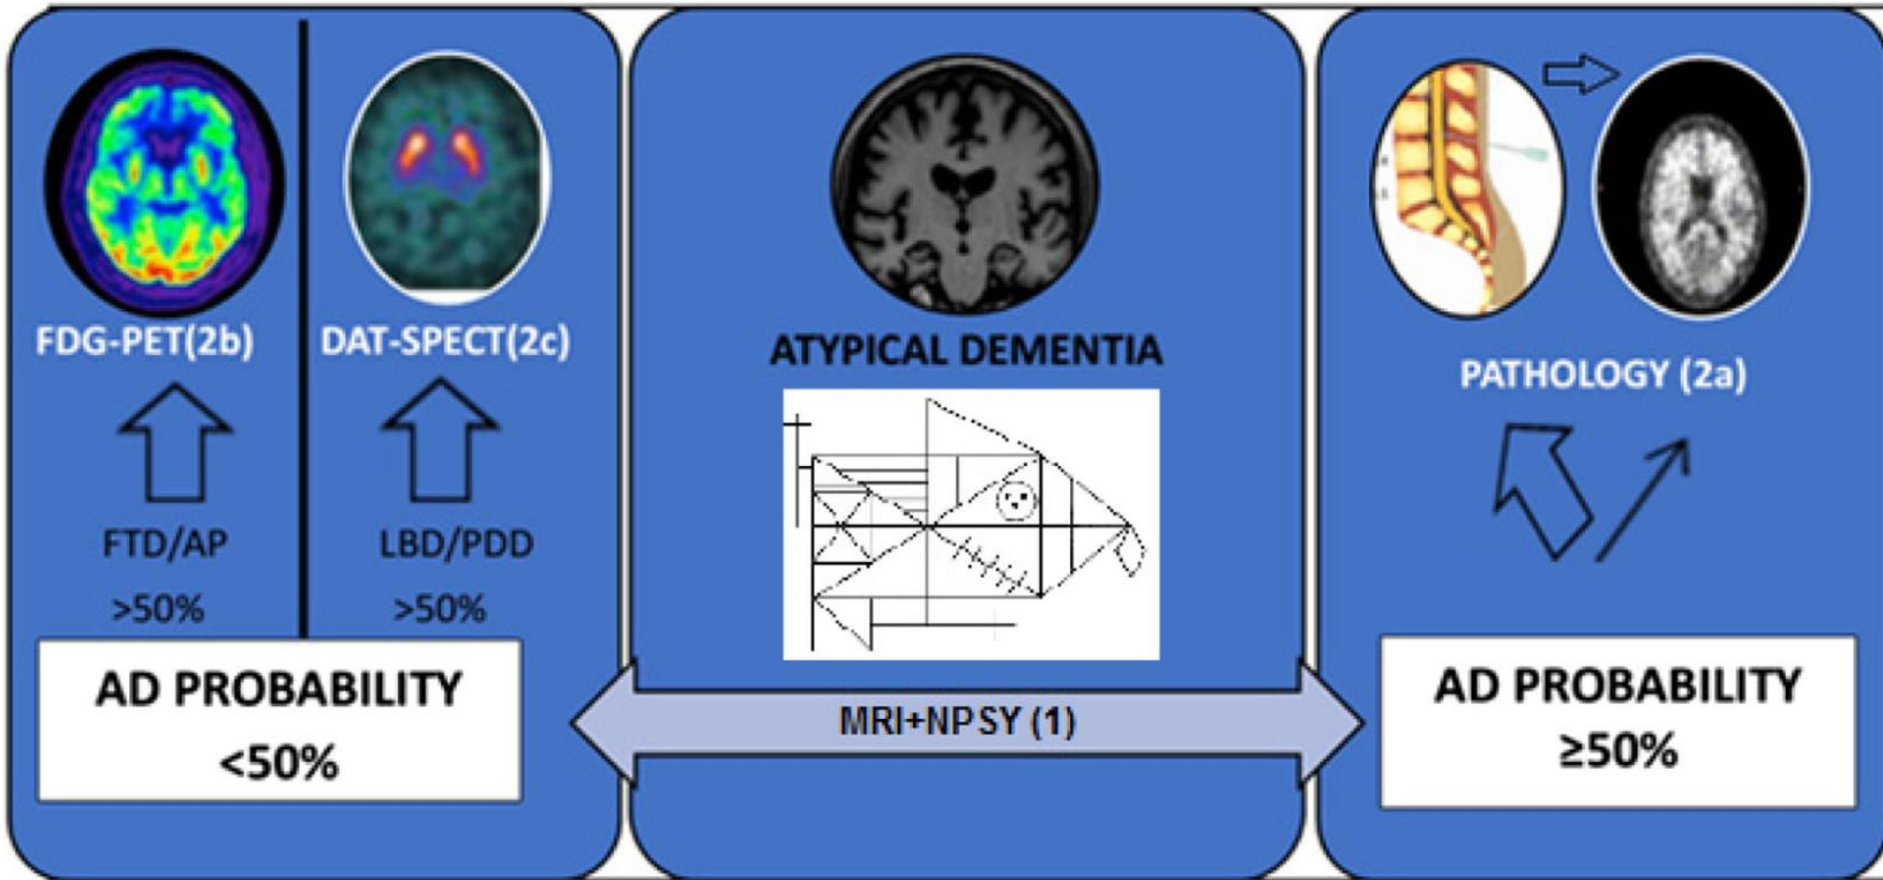 FDG-PET(2b)
DAT-SPECT(2c)
FTD/AP
>50%
LBD/PDD
>50%
AD PROBABILITY
<50%
ATYPICAL DEMENTIA
MRI+NPSY (1)
PATHOLOGY (2a)
AD PROBABILITY
≥50%